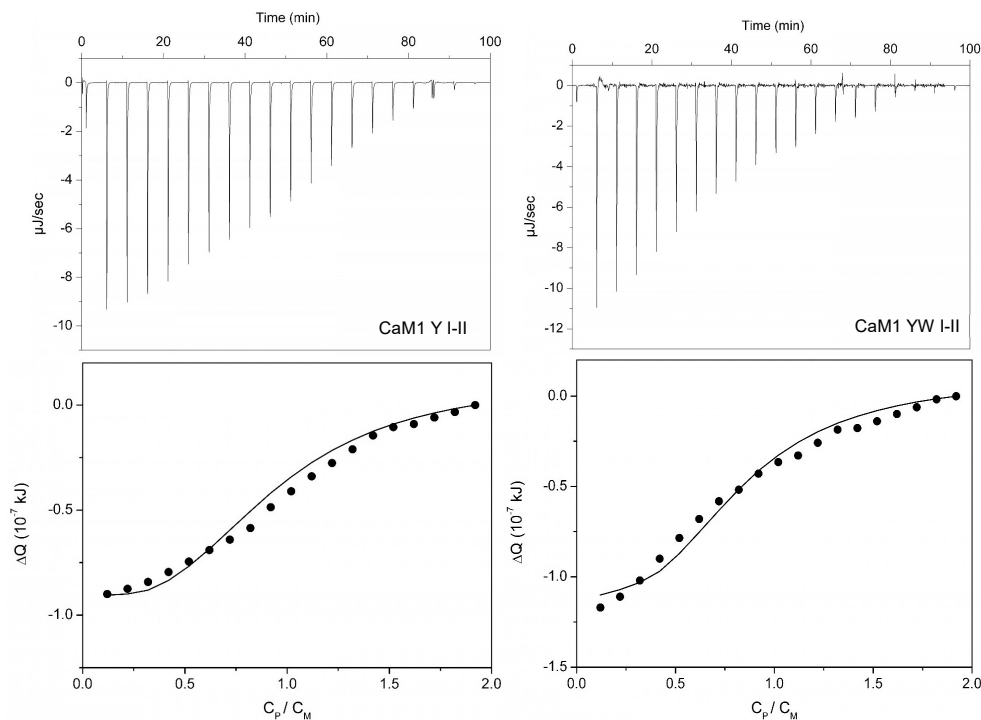 Time (min)
0 20 40 60 80 100
0
-2
-4
-6
-8
-10
µJ/sec
CaM1 Y I-II
Time (min)
0 20 40 60 80 100
0
-2
-4
-6
-8
-10
-12
µJ/sec
CaM1 YW I-II
0.0
-0.5
-1.0
ΔQ (10⁻⁷ kJ)
0.0 0.5 1.0 1.5 2.0
C_P / C_M
0.0
-0.5
-1.0
-1.5
ΔQ (10⁻⁷ kJ)
0.0 0.5 1.0 1.5 2.0
C_P / C_M